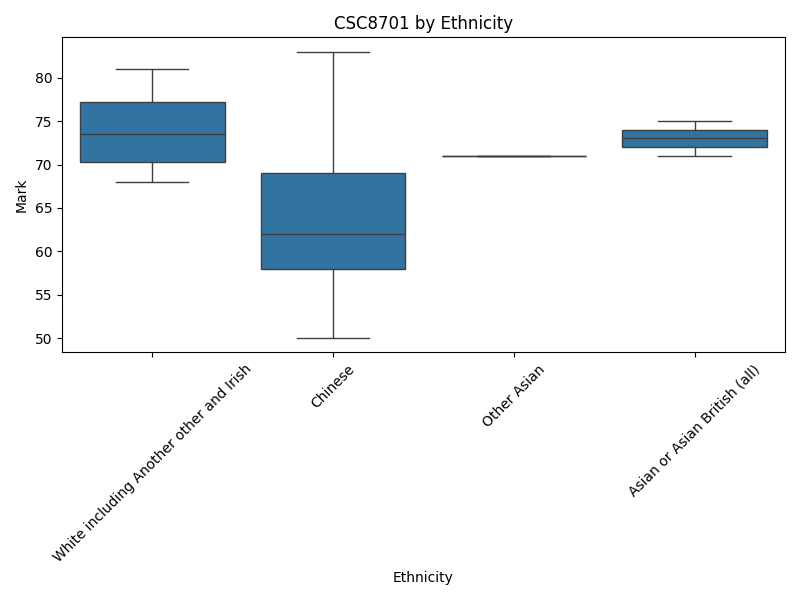 CSC8701 by Ethnicity
Mark
80
75
70
65
60
55
50
White including Another other and Irish
Chinese
Other Asian
Asian or Asian British (all)
Ethnicity